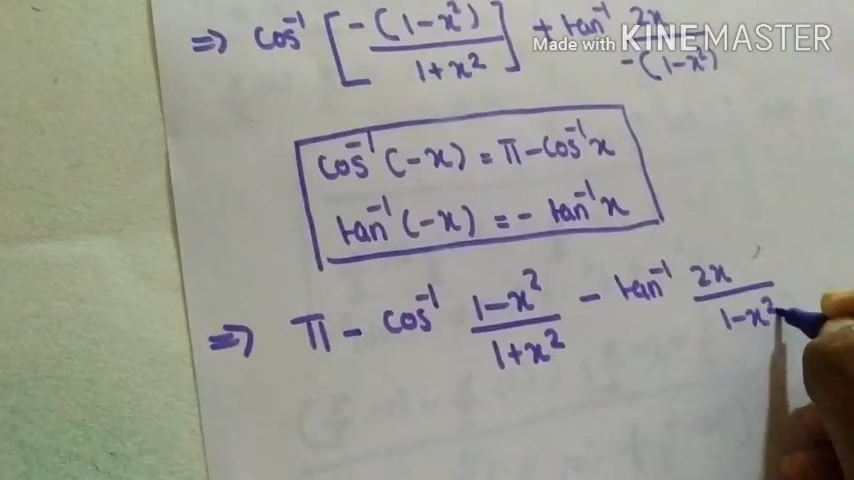 ⇒ cos⁻¹ [ -(1-x²) / 1+x² ] + tan⁻¹ 2x / -(1-x²)
Made with KINEMASTER
cos⁻¹(-x) = π - cos⁻¹x
tan⁻¹(-x) = - tan⁻¹x
⇒ π - cos⁻¹ 1-x² / 1+x² - tan⁻¹ 2x / 1-x²